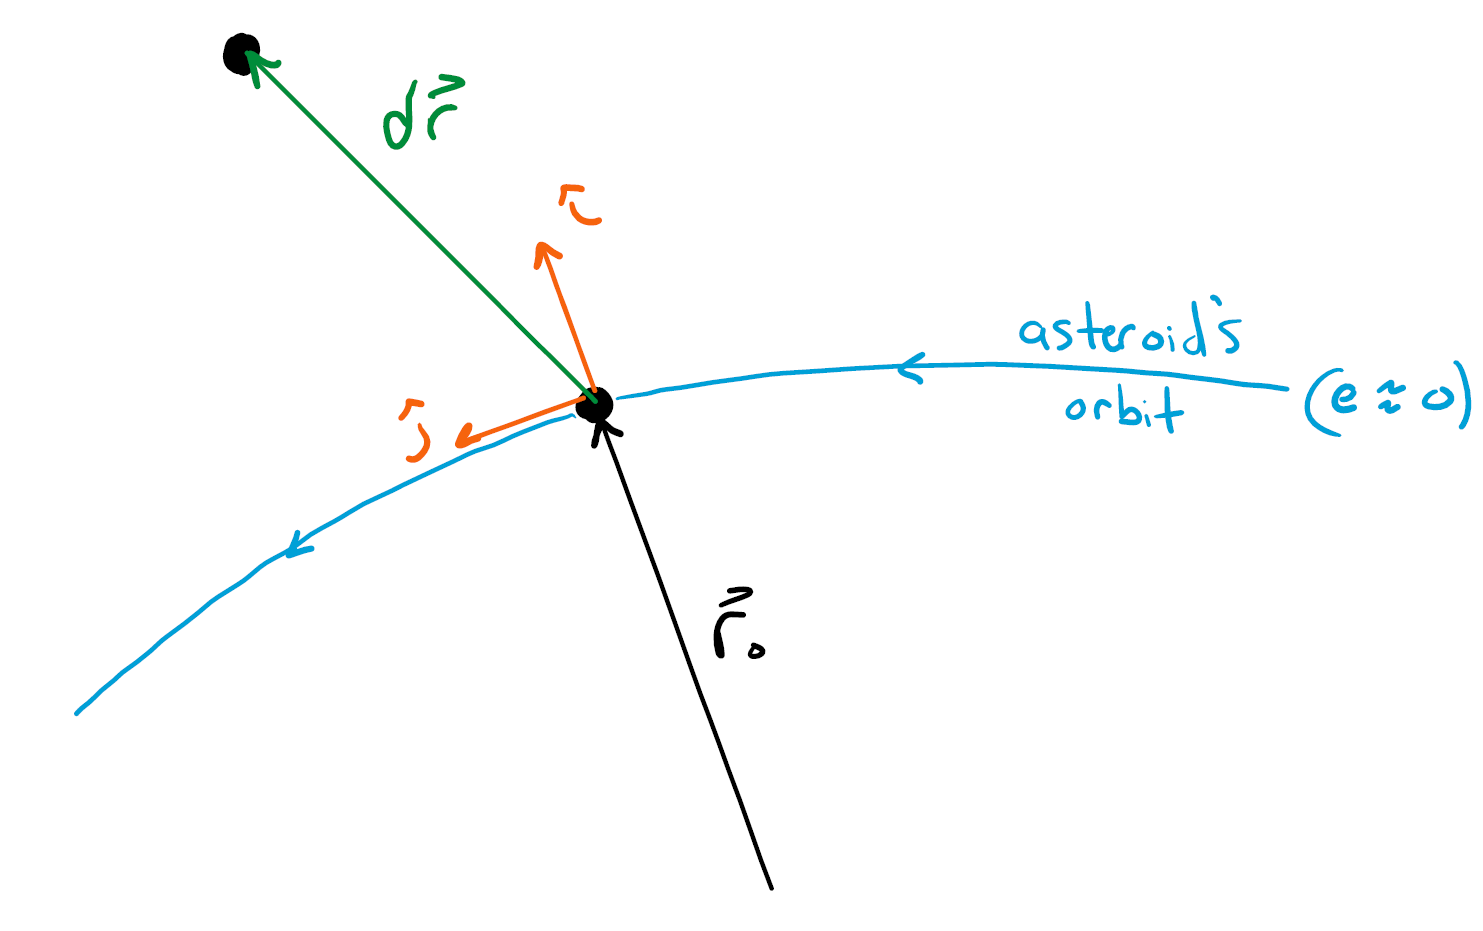 dr⃗
î
asteroid's
orbit (e ≈ 0)
ĵ
r⃗₀